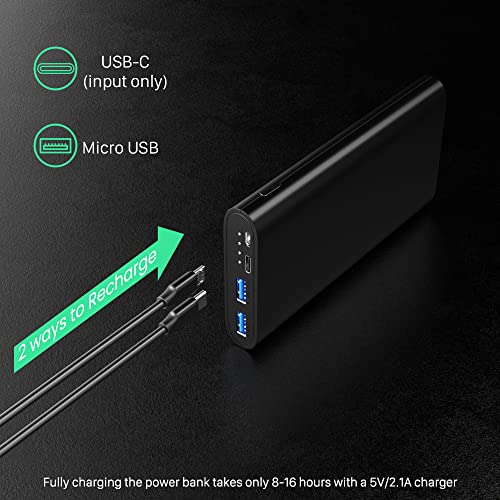 USB-C
(input only)
Micro USB
2 ways to Recharge
Fully charging the power bank takes only 8-16 hours with a 5V/2.1A charger